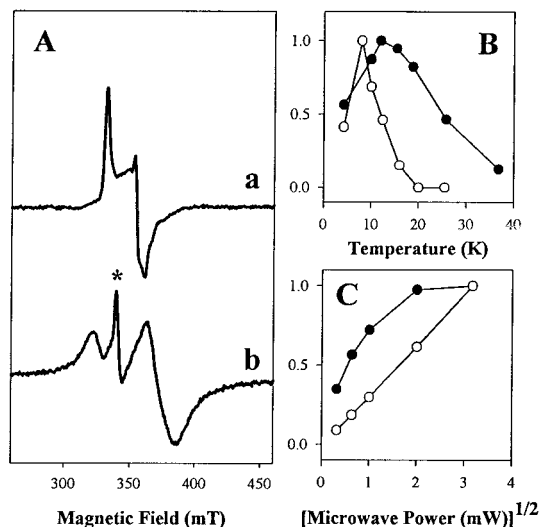 A
a
*
b
300 350 400 450
Magnetic Field (mT)
B
1.0
0.5
0.0
0 10 20 30 40
Temperature (K)
C
1.0
0.5
0.0
0 1 2 3 4
[Microwave Power (mW)]1/2